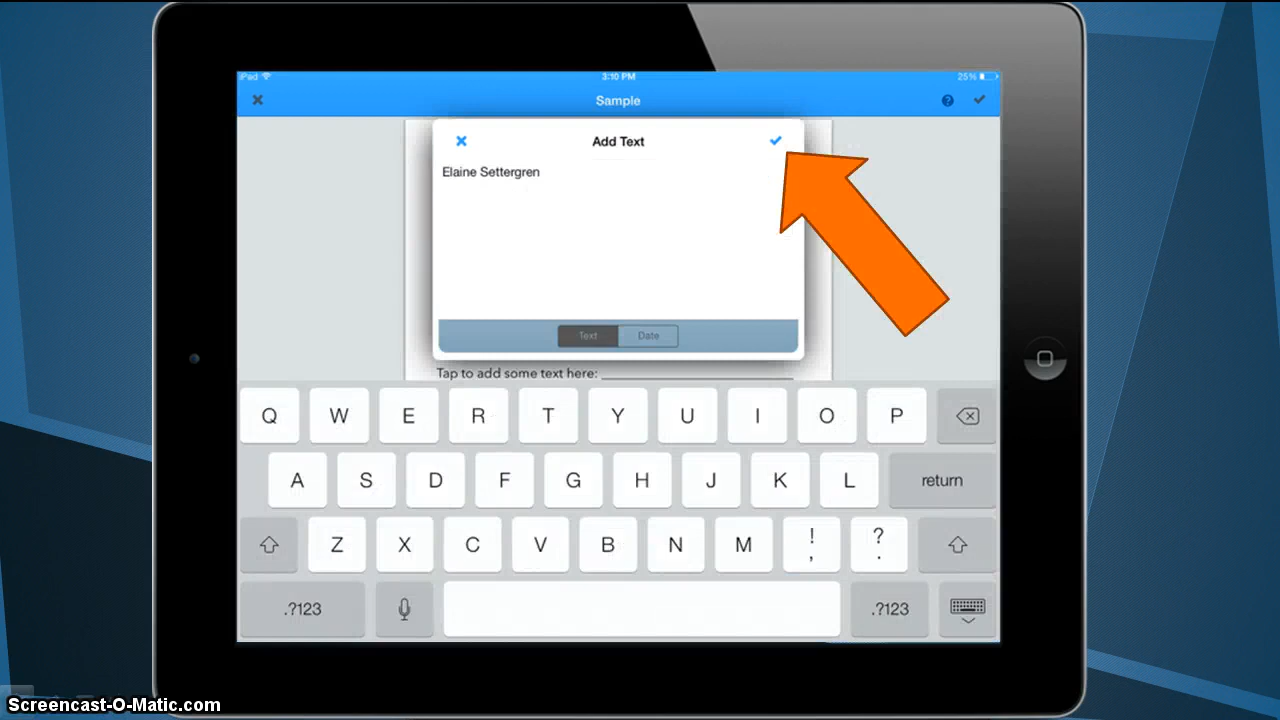 iPad 3:10 PM 25%
Sample
?
Add Text
Elaine Settergren
Text Date
Tap to add some text here:
Q W E R T Y U I O P
A S D F G H J K L return
Z X C V B N M ! , ? .
.?123 .?123
Screencast-O-Matic.com